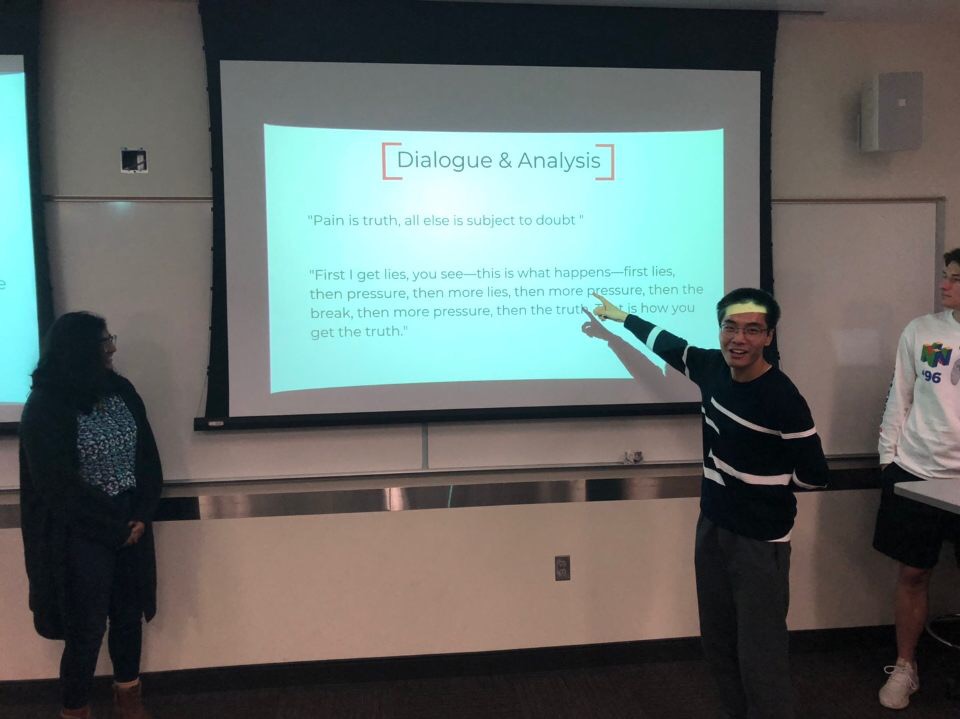 Dialogue & Analysis
"Pain is truth, all else is subject to doubt "
"First I get lies, you see—this is what happens—first lies,
then pressure, then more lies, then more pressure, then the
break, then more pressure, then the truth. That is how you
get the truth."
e
N
'96